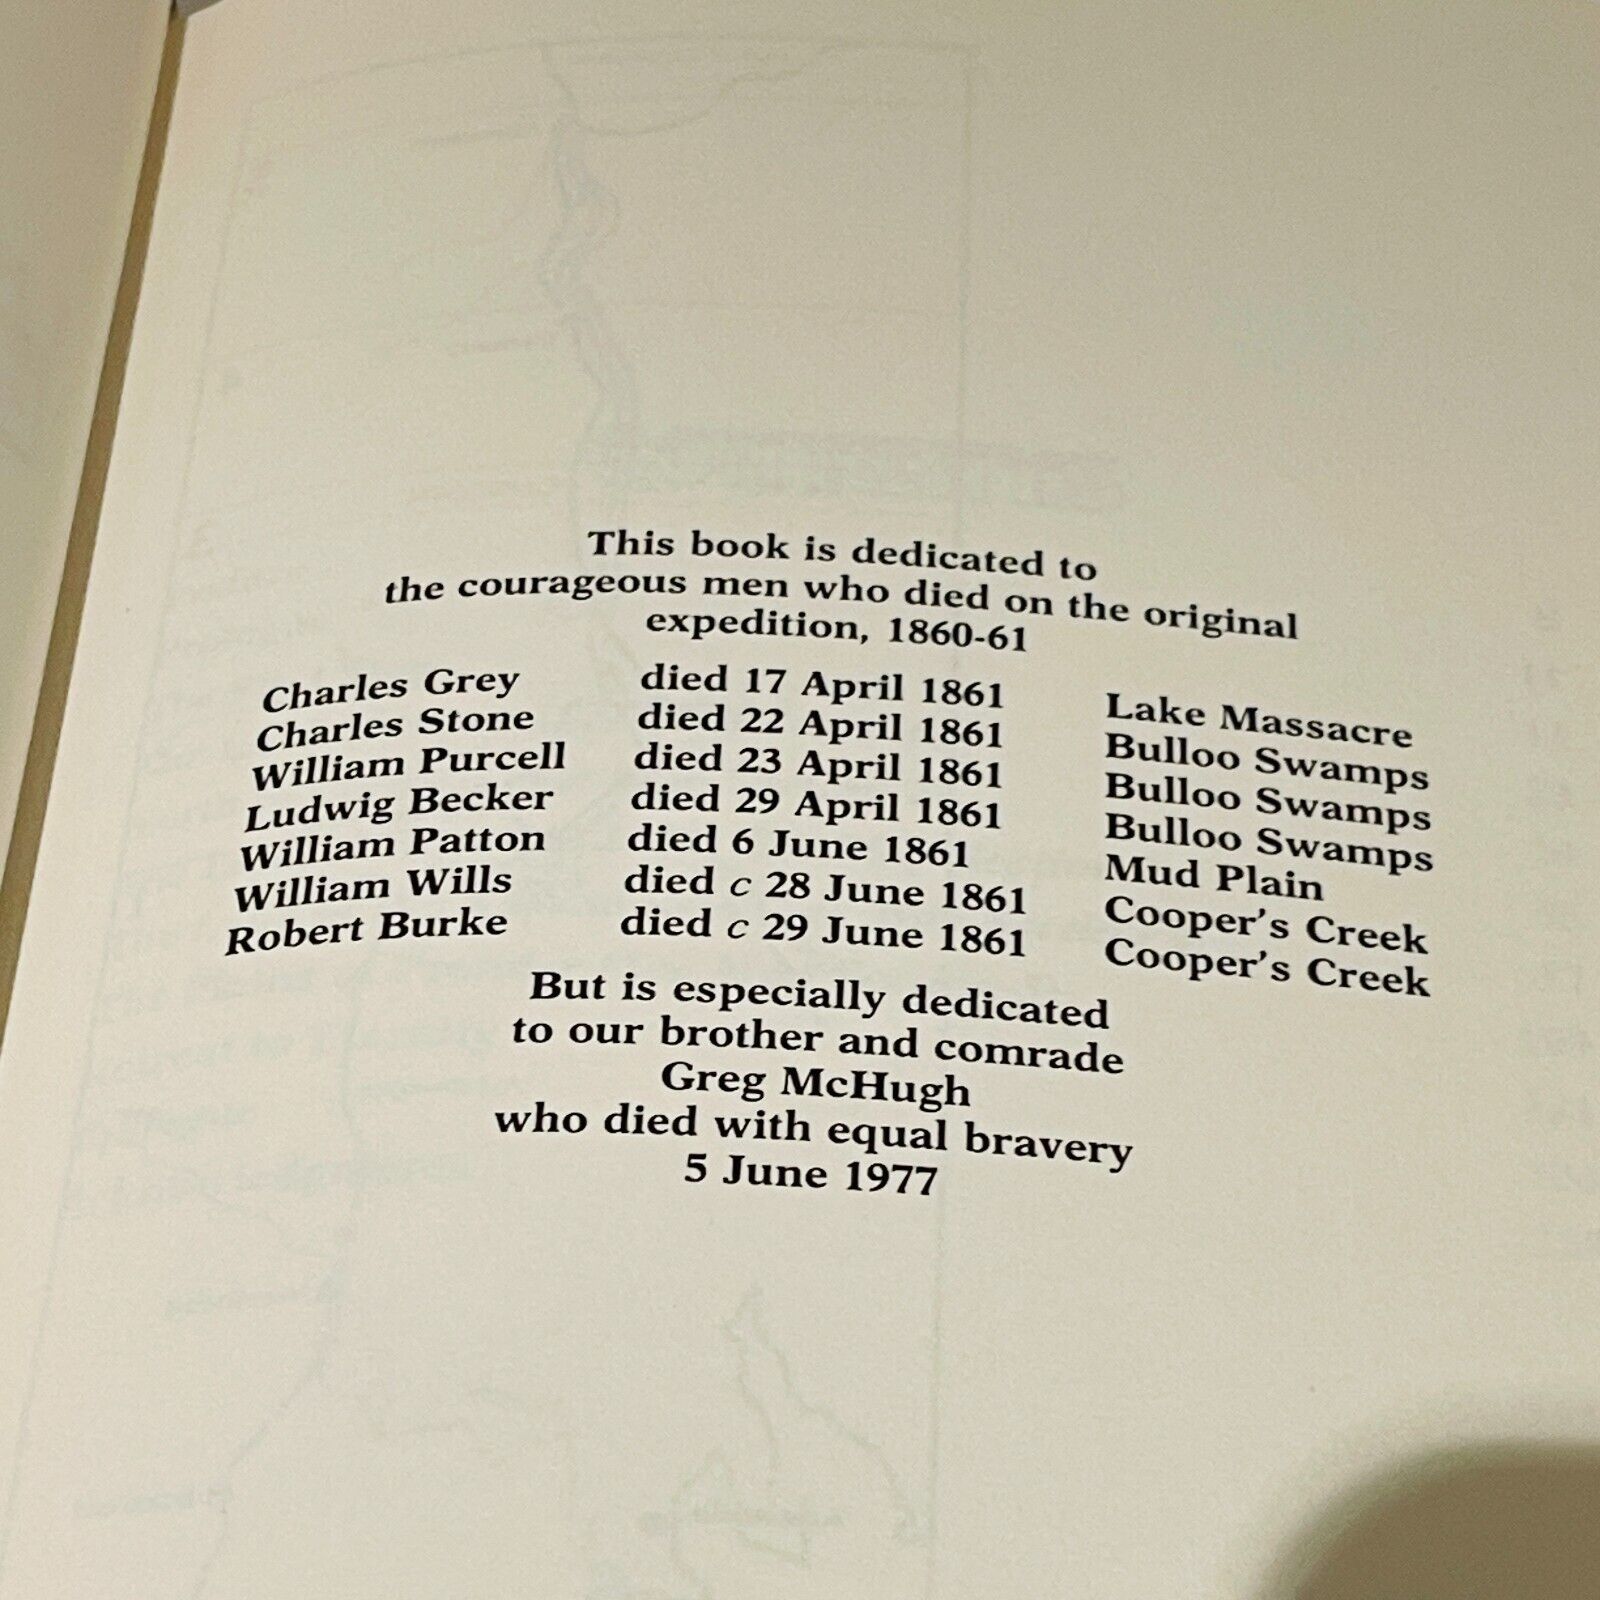 This book is dedicated to
the courageous men who died on the original
expedition, 1860-61
Charles Grey died 17 April 1861 Lake Massacre
Charles Stone died 22 April 1861 Bulloo Swamps
William Purcell died 23 April 1861 Bulloo Swamps
Ludwig Becker died 29 April 1861 Bulloo Swamps
William Patton died 6 June 1861 Mud Plain
William Wills died c 28 June 1861 Cooper's Creek
Robert Burke died c 29 June 1861 Cooper's Creek
But is especially dedicated
to our brother and comrade
Greg McHugh
who died with equal bravery
5 June 1977